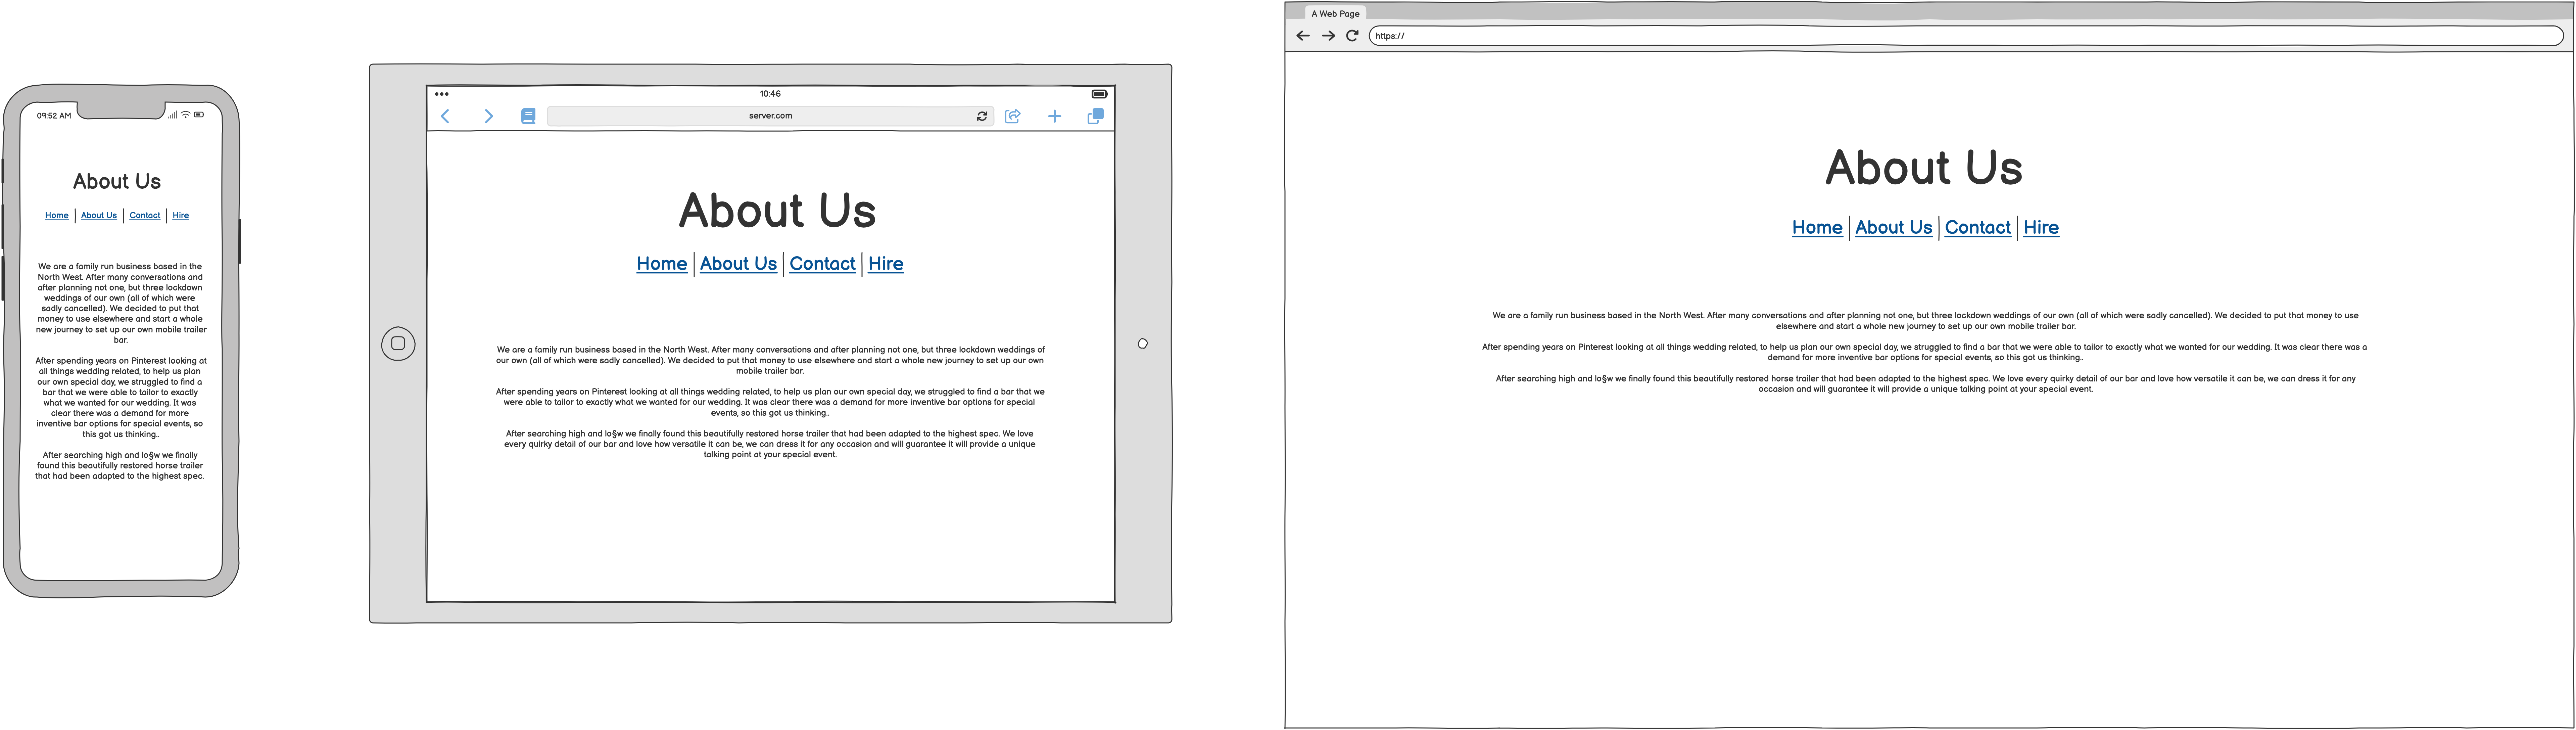 09:52 AM
About Us
Home | About Us | Contact | Hire
We are a family run business based in the
North West. After many conversations and
after planning not one, but three lockdown
weddings of our own (all of which were
sadly cancelled). We decided to put that
money to use elsewhere and start a whole
new journey to set up our own mobile trailer
bar.
After spending years on Pinterest looking at
all things wedding related, to help us plan
our own special day, we struggled to find a
bar that we were able to tailor to exactly
what we wanted for our wedding. It was
clear there was a demand for more
inventive bar options for special events, so
this got us thinking..
After searching high and lo§w we finally
found this beautifully restored horse trailer
that had been adapted to the highest spec.
10:46
server.com
About Us
Home | About Us | Contact | Hire
We are a family run business based in the North West. After many conversations and after planning not one, but three lockdown weddings of
our own (all of which were sadly cancelled). We decided to put that money to use elsewhere and start a whole new journey to set up our own
mobile trailer bar.
After spending years on Pinterest looking at all things wedding related, to help us plan our own special day, we struggled to find a bar that we
were able to tailor to exactly what we wanted for our wedding. It was clear there was a demand for more inventive bar options for special
events, so this got us thinking..
After searching high and lo§w we finally found this beautifully restored horse trailer that had been adapted to the highest spec. We love
every quirky detail of our bar and love how versatile it can be, we can dress it for any occasion and will guarantee it will provide a unique
talking point at your special event.
A Web Page
https://
About Us
Home | About Us | Contact | Hire
We are a family run business based in the North West. After many conversations and after planning not one, but three lockdown weddings of our own (all of which were sadly cancelled). We decided to put that money to use
elsewhere and start a whole new journey to set up our own mobile trailer bar.
After spending years on Pinterest looking at all things wedding related, to help us plan our own special day, we struggled to find a bar that we were able to tailor to exactly what we wanted for our wedding. It was clear there was a
demand for more inventive bar options for special events, so this got us thinking..
After searching high and lo§w we finally found this beautifully restored horse trailer that had been adapted to the highest spec. We love every quirky detail of our bar and love how versatile it can be, we can dress it for any
occasion and will guarantee it will provide a unique talking point at your special event.